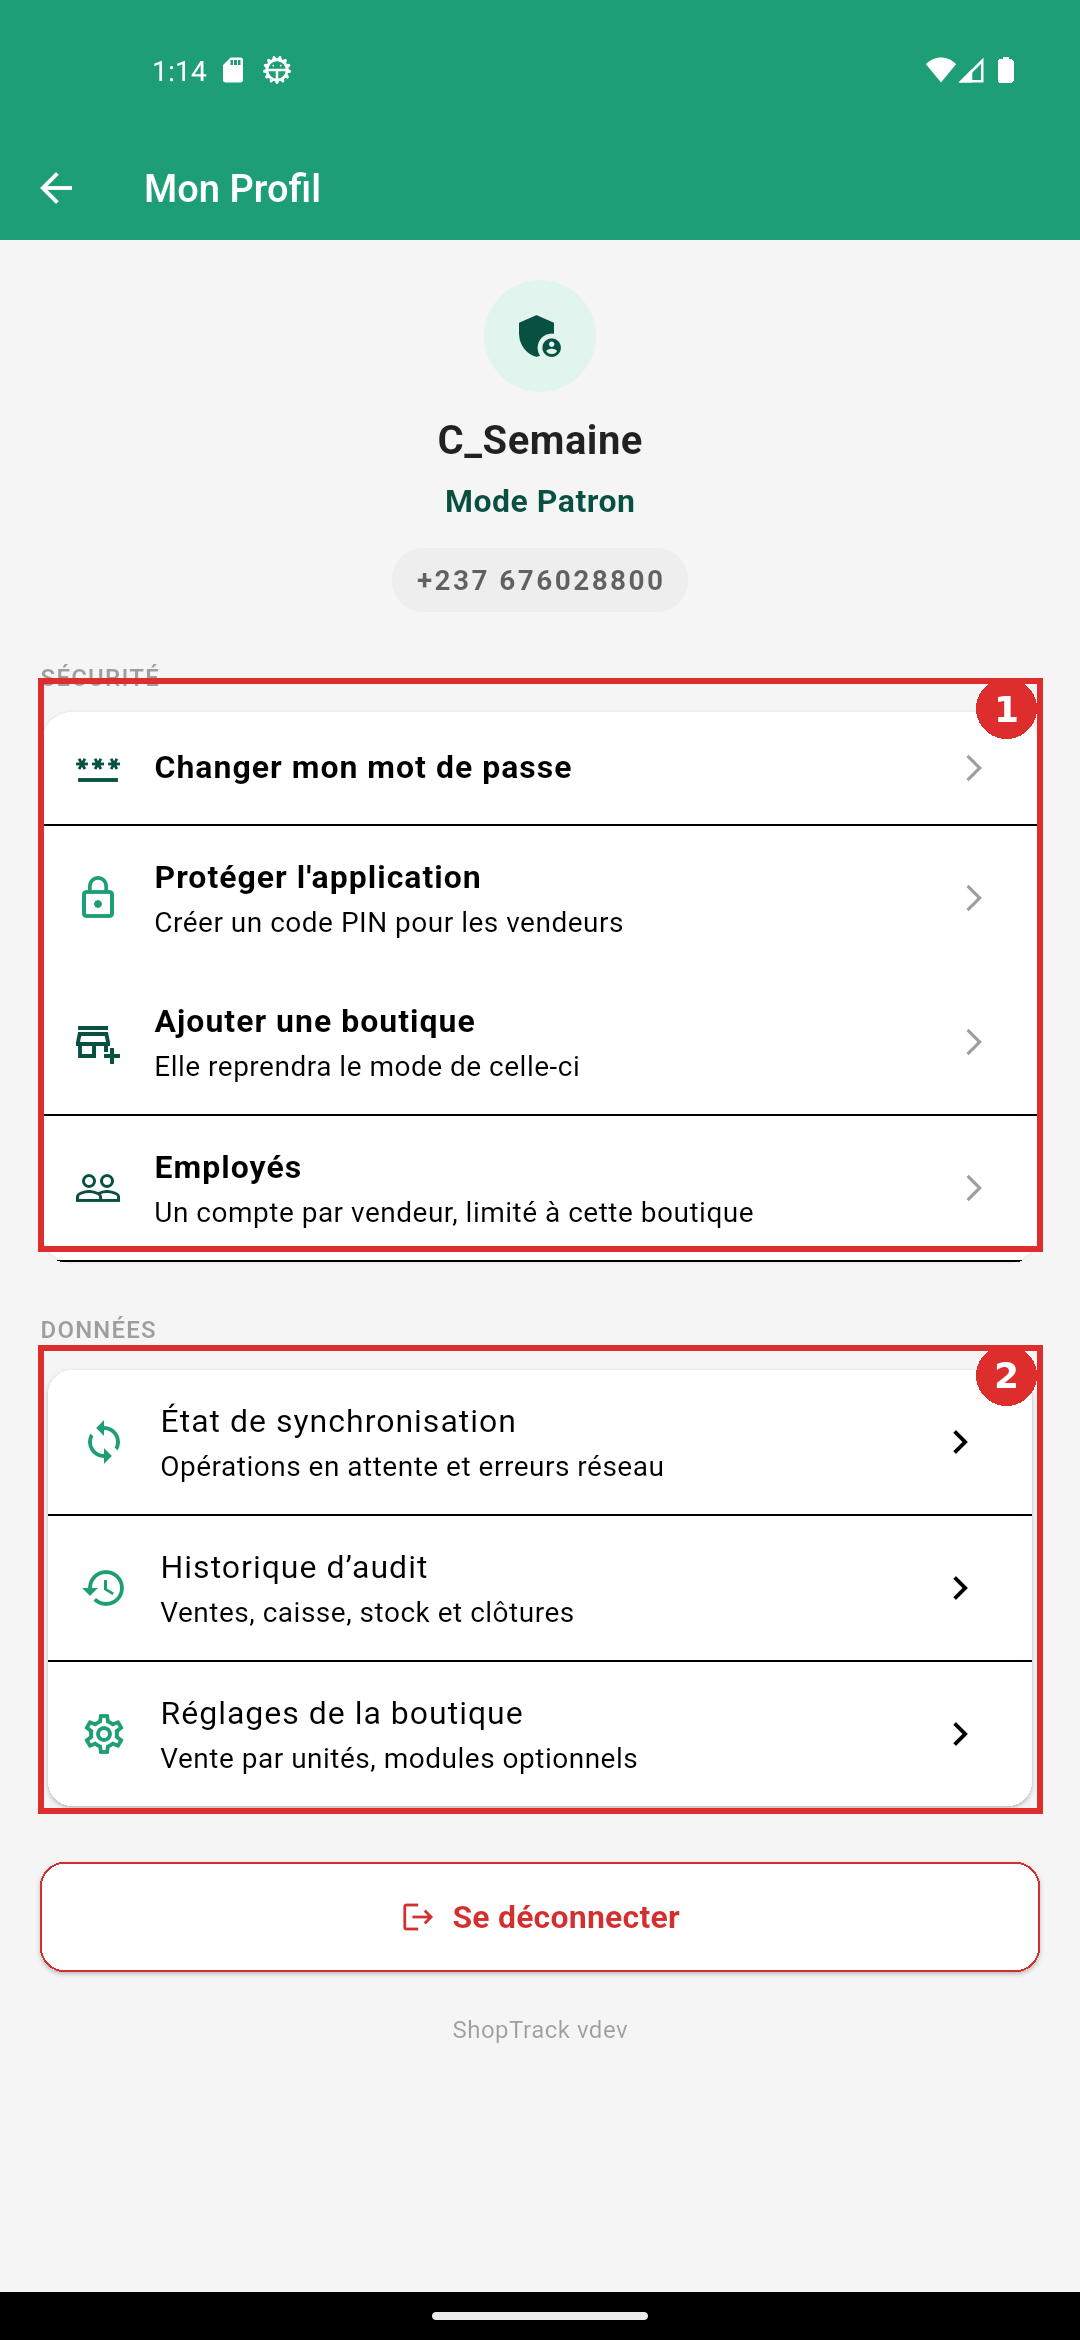 1:14
Mon Profil
C_Semaine
Mode Patron
+237 676028800
SÉCURITÉ
1
Changer mon mot de passe
Protéger l'application
Créer un code PIN pour les vendeurs
Ajouter une boutique
Elle reprendra le mode de celle-ci
Employés
Un compte par vendeur, limité à cette boutique
DONNÉES
2
État de synchronisation
Opérations en attente et erreurs réseau
Historique d’audit
Ventes, caisse, stock et clôtures
Réglages de la boutique
Vente par unités, modules optionnels
Se déconnecter
ShopTrack vdev